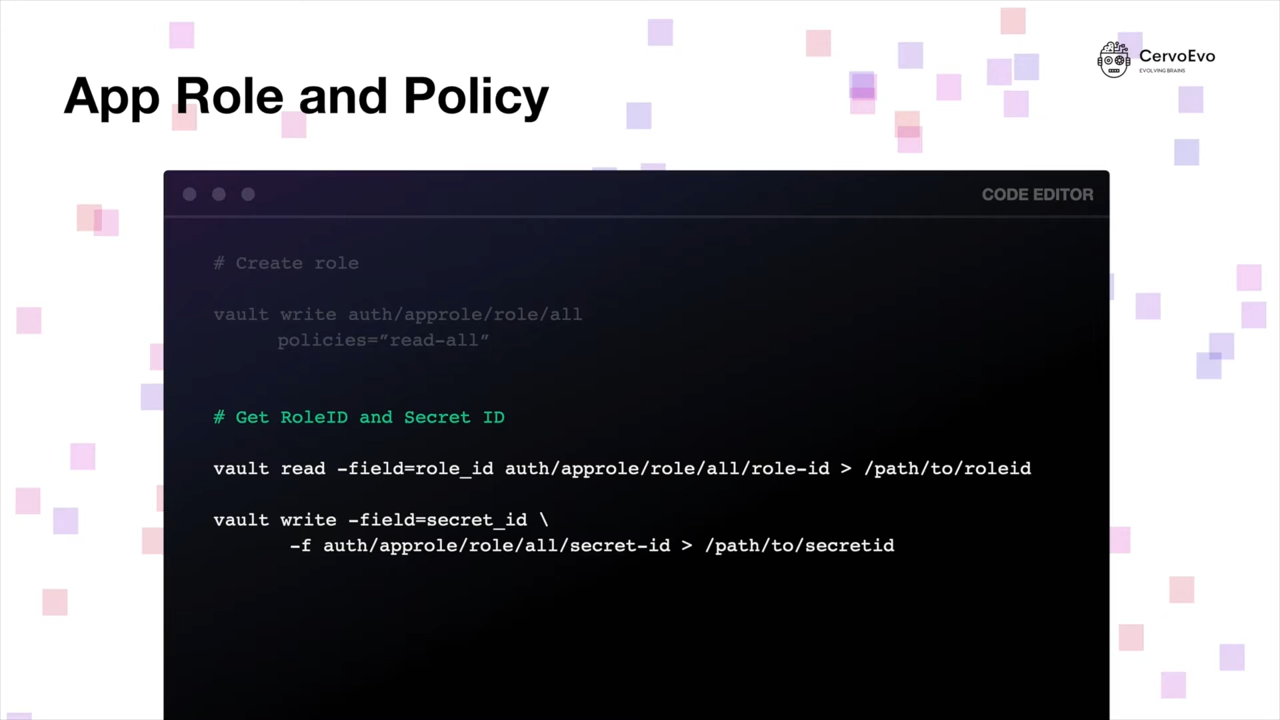 App Role and Policy
CervoEvo
EVOLVING BRAINS
CODE EDITOR
# Create role
vault write auth/approle/role/all
policies=”read-all”
# Get RoleID and Secret ID
vault read -field=role_id auth/approle/role/all/role-id > /path/to/roleid
vault write -field=secret_id \
-f auth/approle/role/all/secret-id > /path/to/secretid